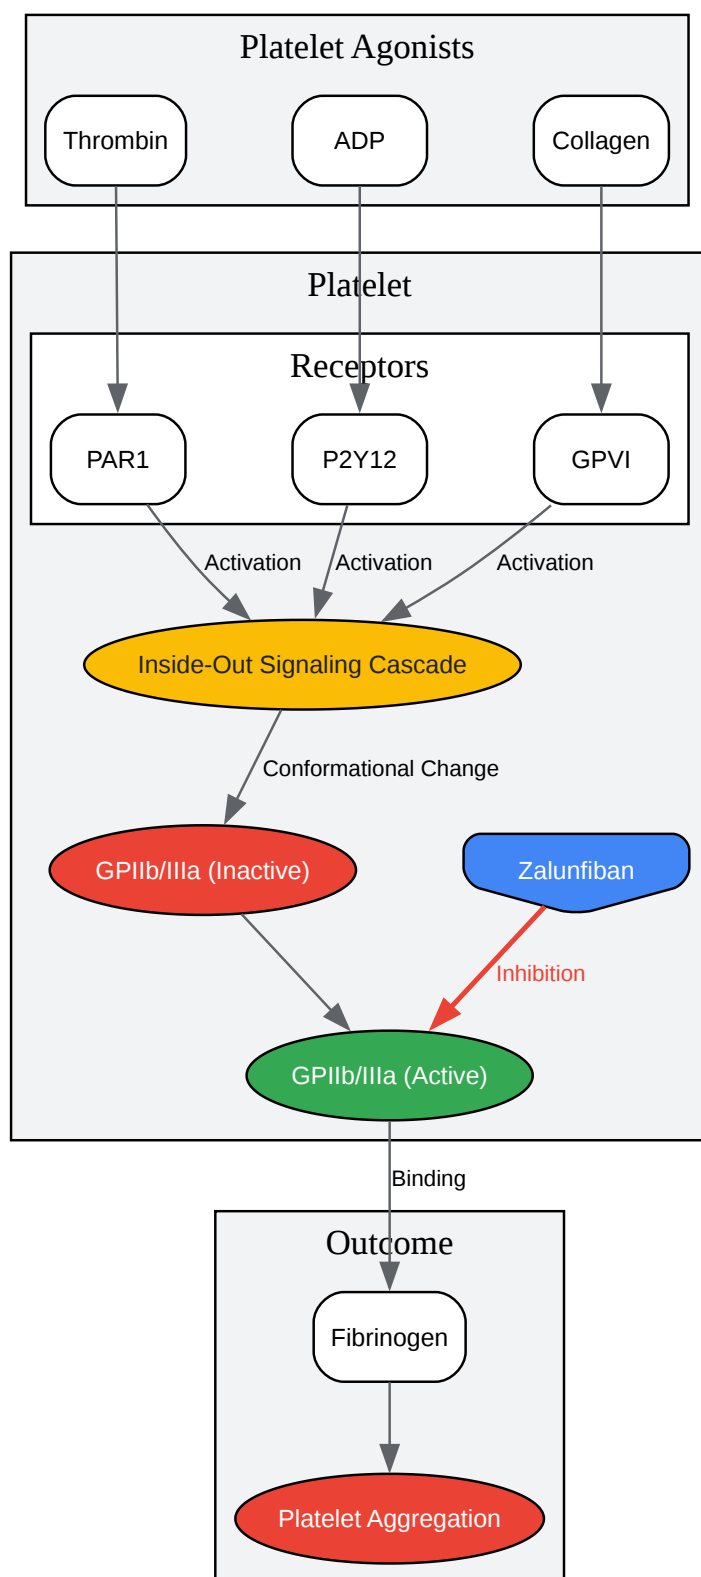 Platelet Agonists
Thrombin
ADP
Collagen
Platelet
Receptors
PAR1
P2Y12
GPVI
Activation
Activation
Activation
Inside-Out Signaling Cascade
Conformational Change
GPIIb/IIIa (Inactive)
Zalunfiban
Inhibition
GPIIb/IIIa (Active)
Binding
Outcome
Fibrinogen
Platelet Aggregation